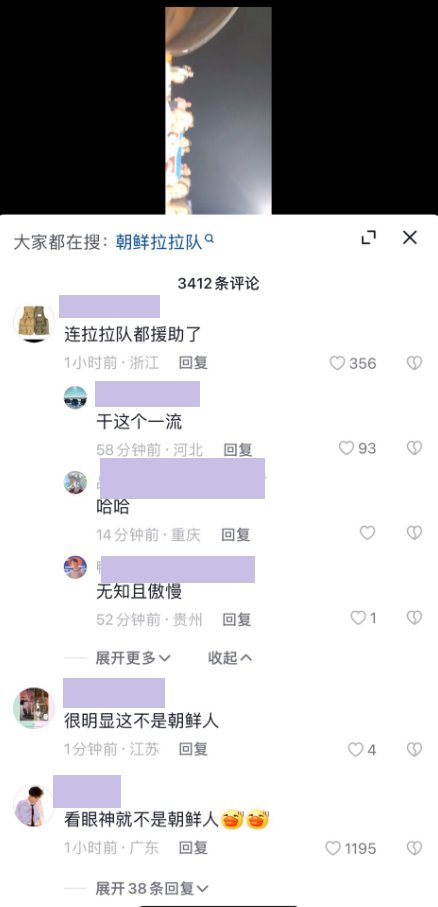 大家都在搜：朝鲜拉拉队
3412条评论
连拉拉队都援助了
1小时前·浙江 回复 356
干这个一流
58分钟前·河北 回复 93
哈哈
14分钟前·重庆 回复
无知且傲慢
52分钟前·贵州 回复 1
展开更多 收起
很明显这不是朝鲜人
1分钟前·江苏 回复 4
看眼神就不是朝鲜人
1小时前·广东 回复 1195
展开38条回复